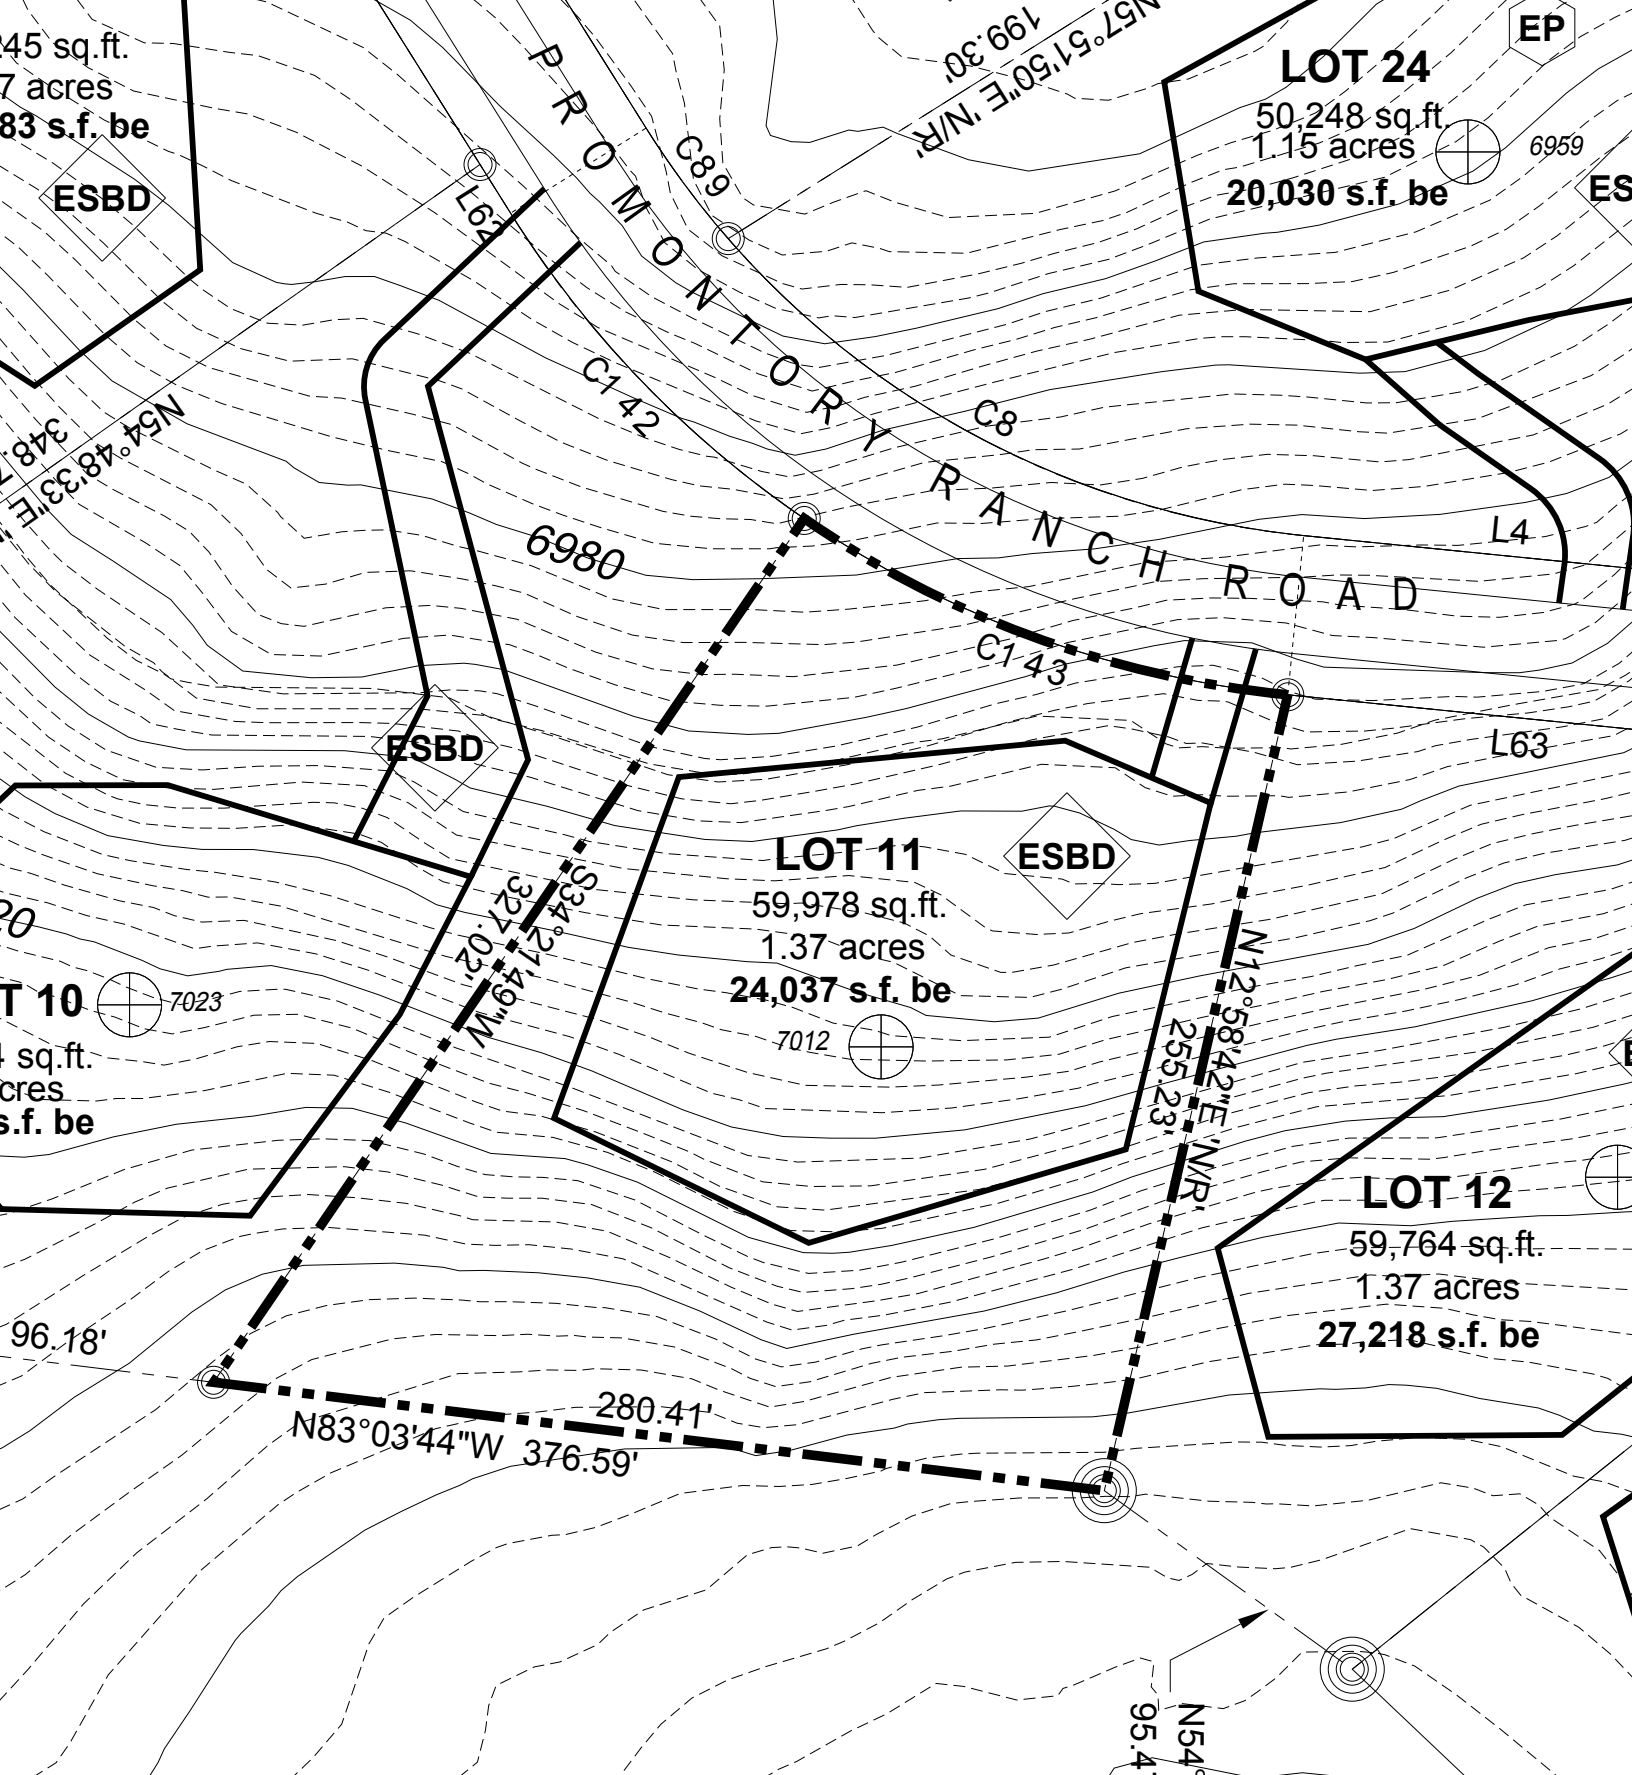 245 sq.ft.
7 acres
83 s.f. be
ESBD
N54°48'33"E
348.
L62
PROMONTORY RANCH ROAD
C89
199.30'
N57°51'50"E 'N/R'
LOT 24
50,248 sq.ft.
1.15 acres
20,030 s.f. be
6959
EP
ES
C142
C8
L4
6980
C143
L63
ESBD
LOT 11
59,978 sq.ft.
1.37 acres
24,037 s.f. be
7012
ESBD
S34°21'49"W
327.02'
N12°58'42"E 'N/R'
255.23'
20
T 10
7023
4 sq.ft.
cres
s.f. be
E
LOT 12
59,764 sq.ft.
1.37 acres
27,218 s.f. be
96.18'
280.41'
N83°03'44"W 376.59'
N54°
95.4